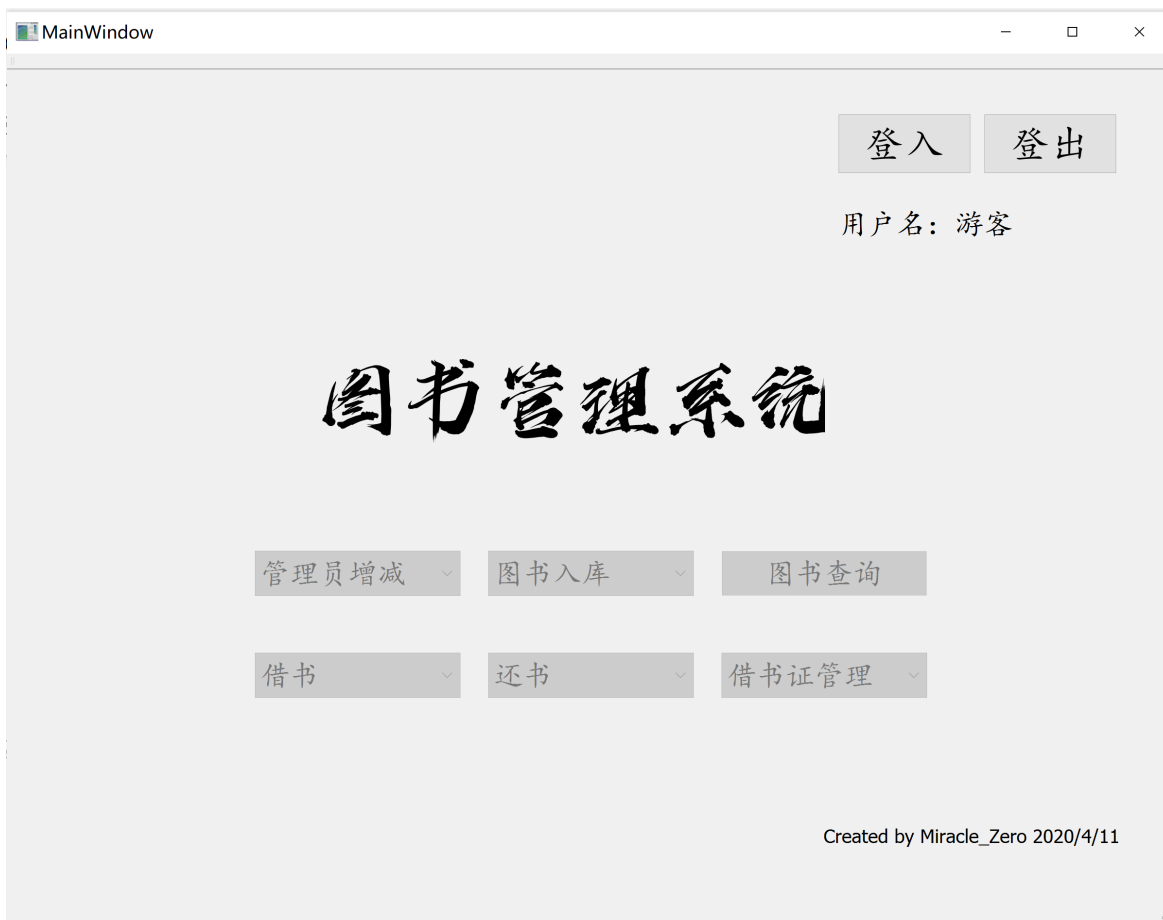 MainWindow
登入 登出
用户名：游客
图书管理系统
管理员增减 图书入库 图书查询
借书 还书 借书证管理
Created by Miracle_Zero 2020/4/11